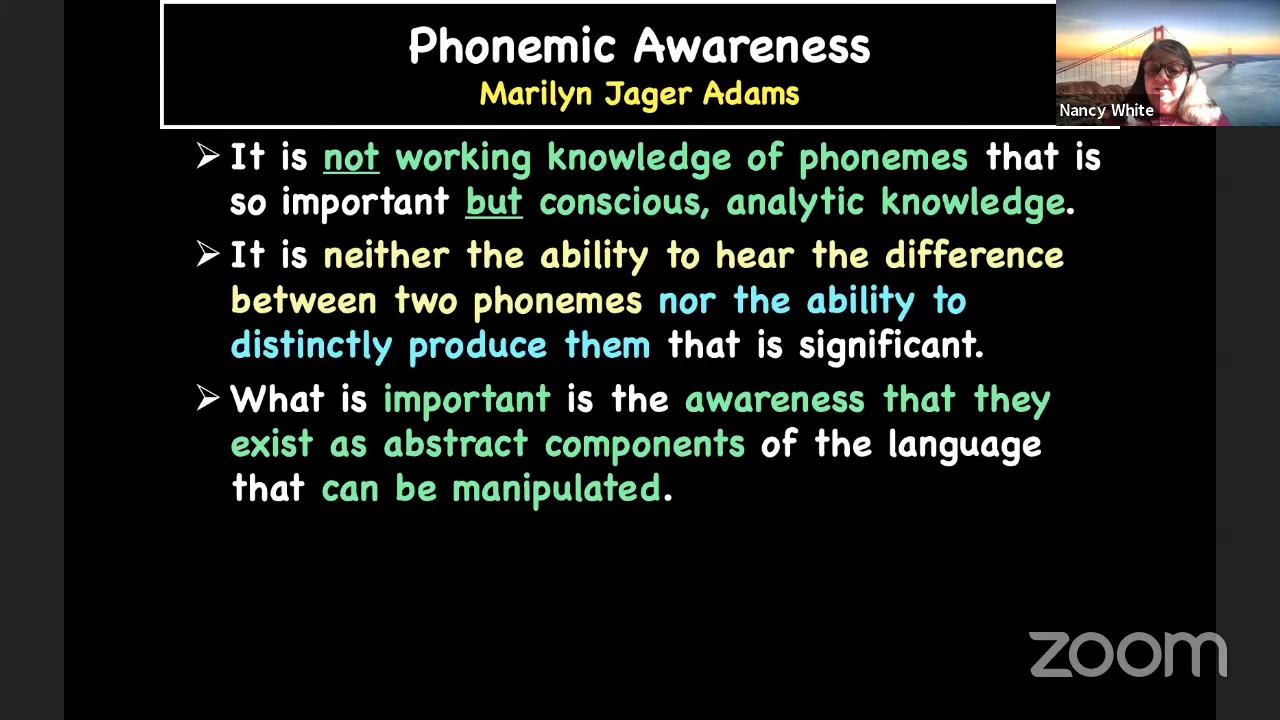 Phonemic Awareness
Marilyn Jager Adams
Nancy White
➢ It is not working knowledge of phonemes that is
so important but conscious, analytic knowledge.
➢ It is neither the ability to hear the difference
between two phonemes nor the ability to
distinctly produce them that is significant.
➢ What is important is the awareness that they
exist as abstract components of the language
that can be manipulated.
zoom